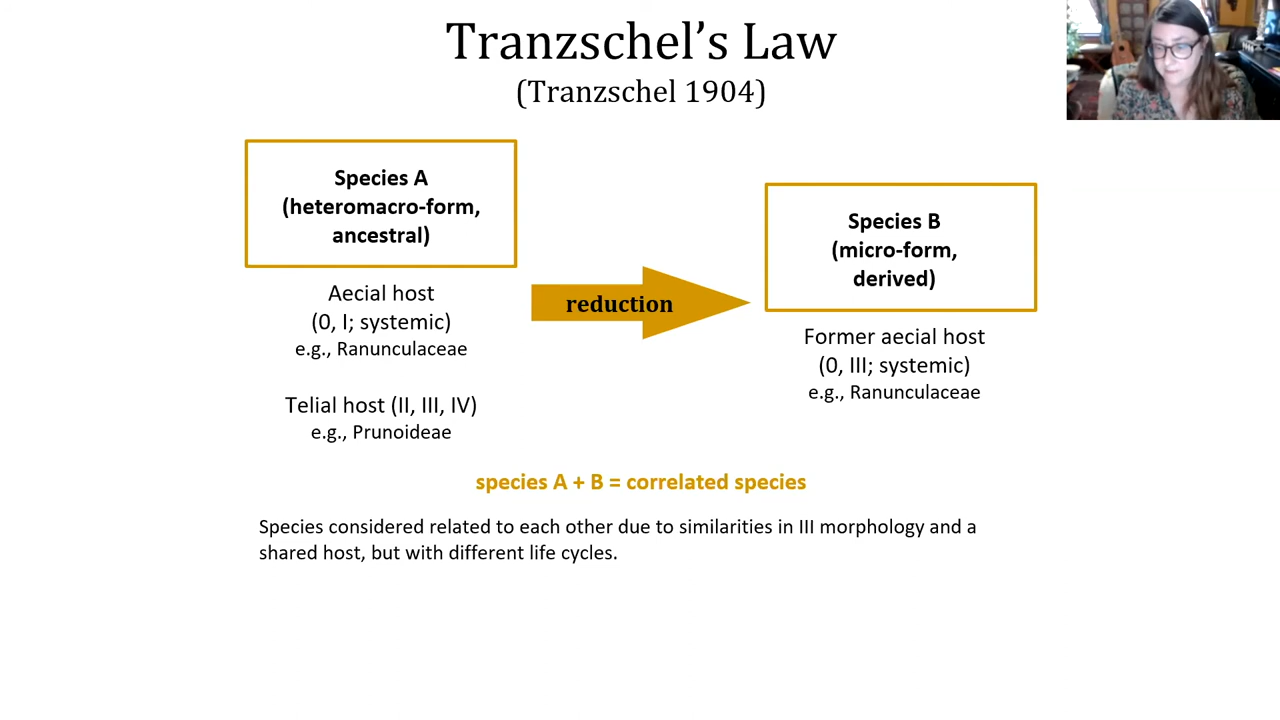 Tranzschel’s Law
(Tranzschel 1904)
Species A
(heteromacro-form,
ancestral)
Aecial host
(0, I; systemic)
e.g., Ranunculaceae
Telial host (II, III, IV)
e.g., Prunoideae
reduction
Species B
(micro-form,
derived)
Former aecial host
(0, III; systemic)
e.g., Ranunculaceae
species A + B = correlated species
Species considered related to each other due to similarities in III morphology and a
shared host, but with different life cycles.